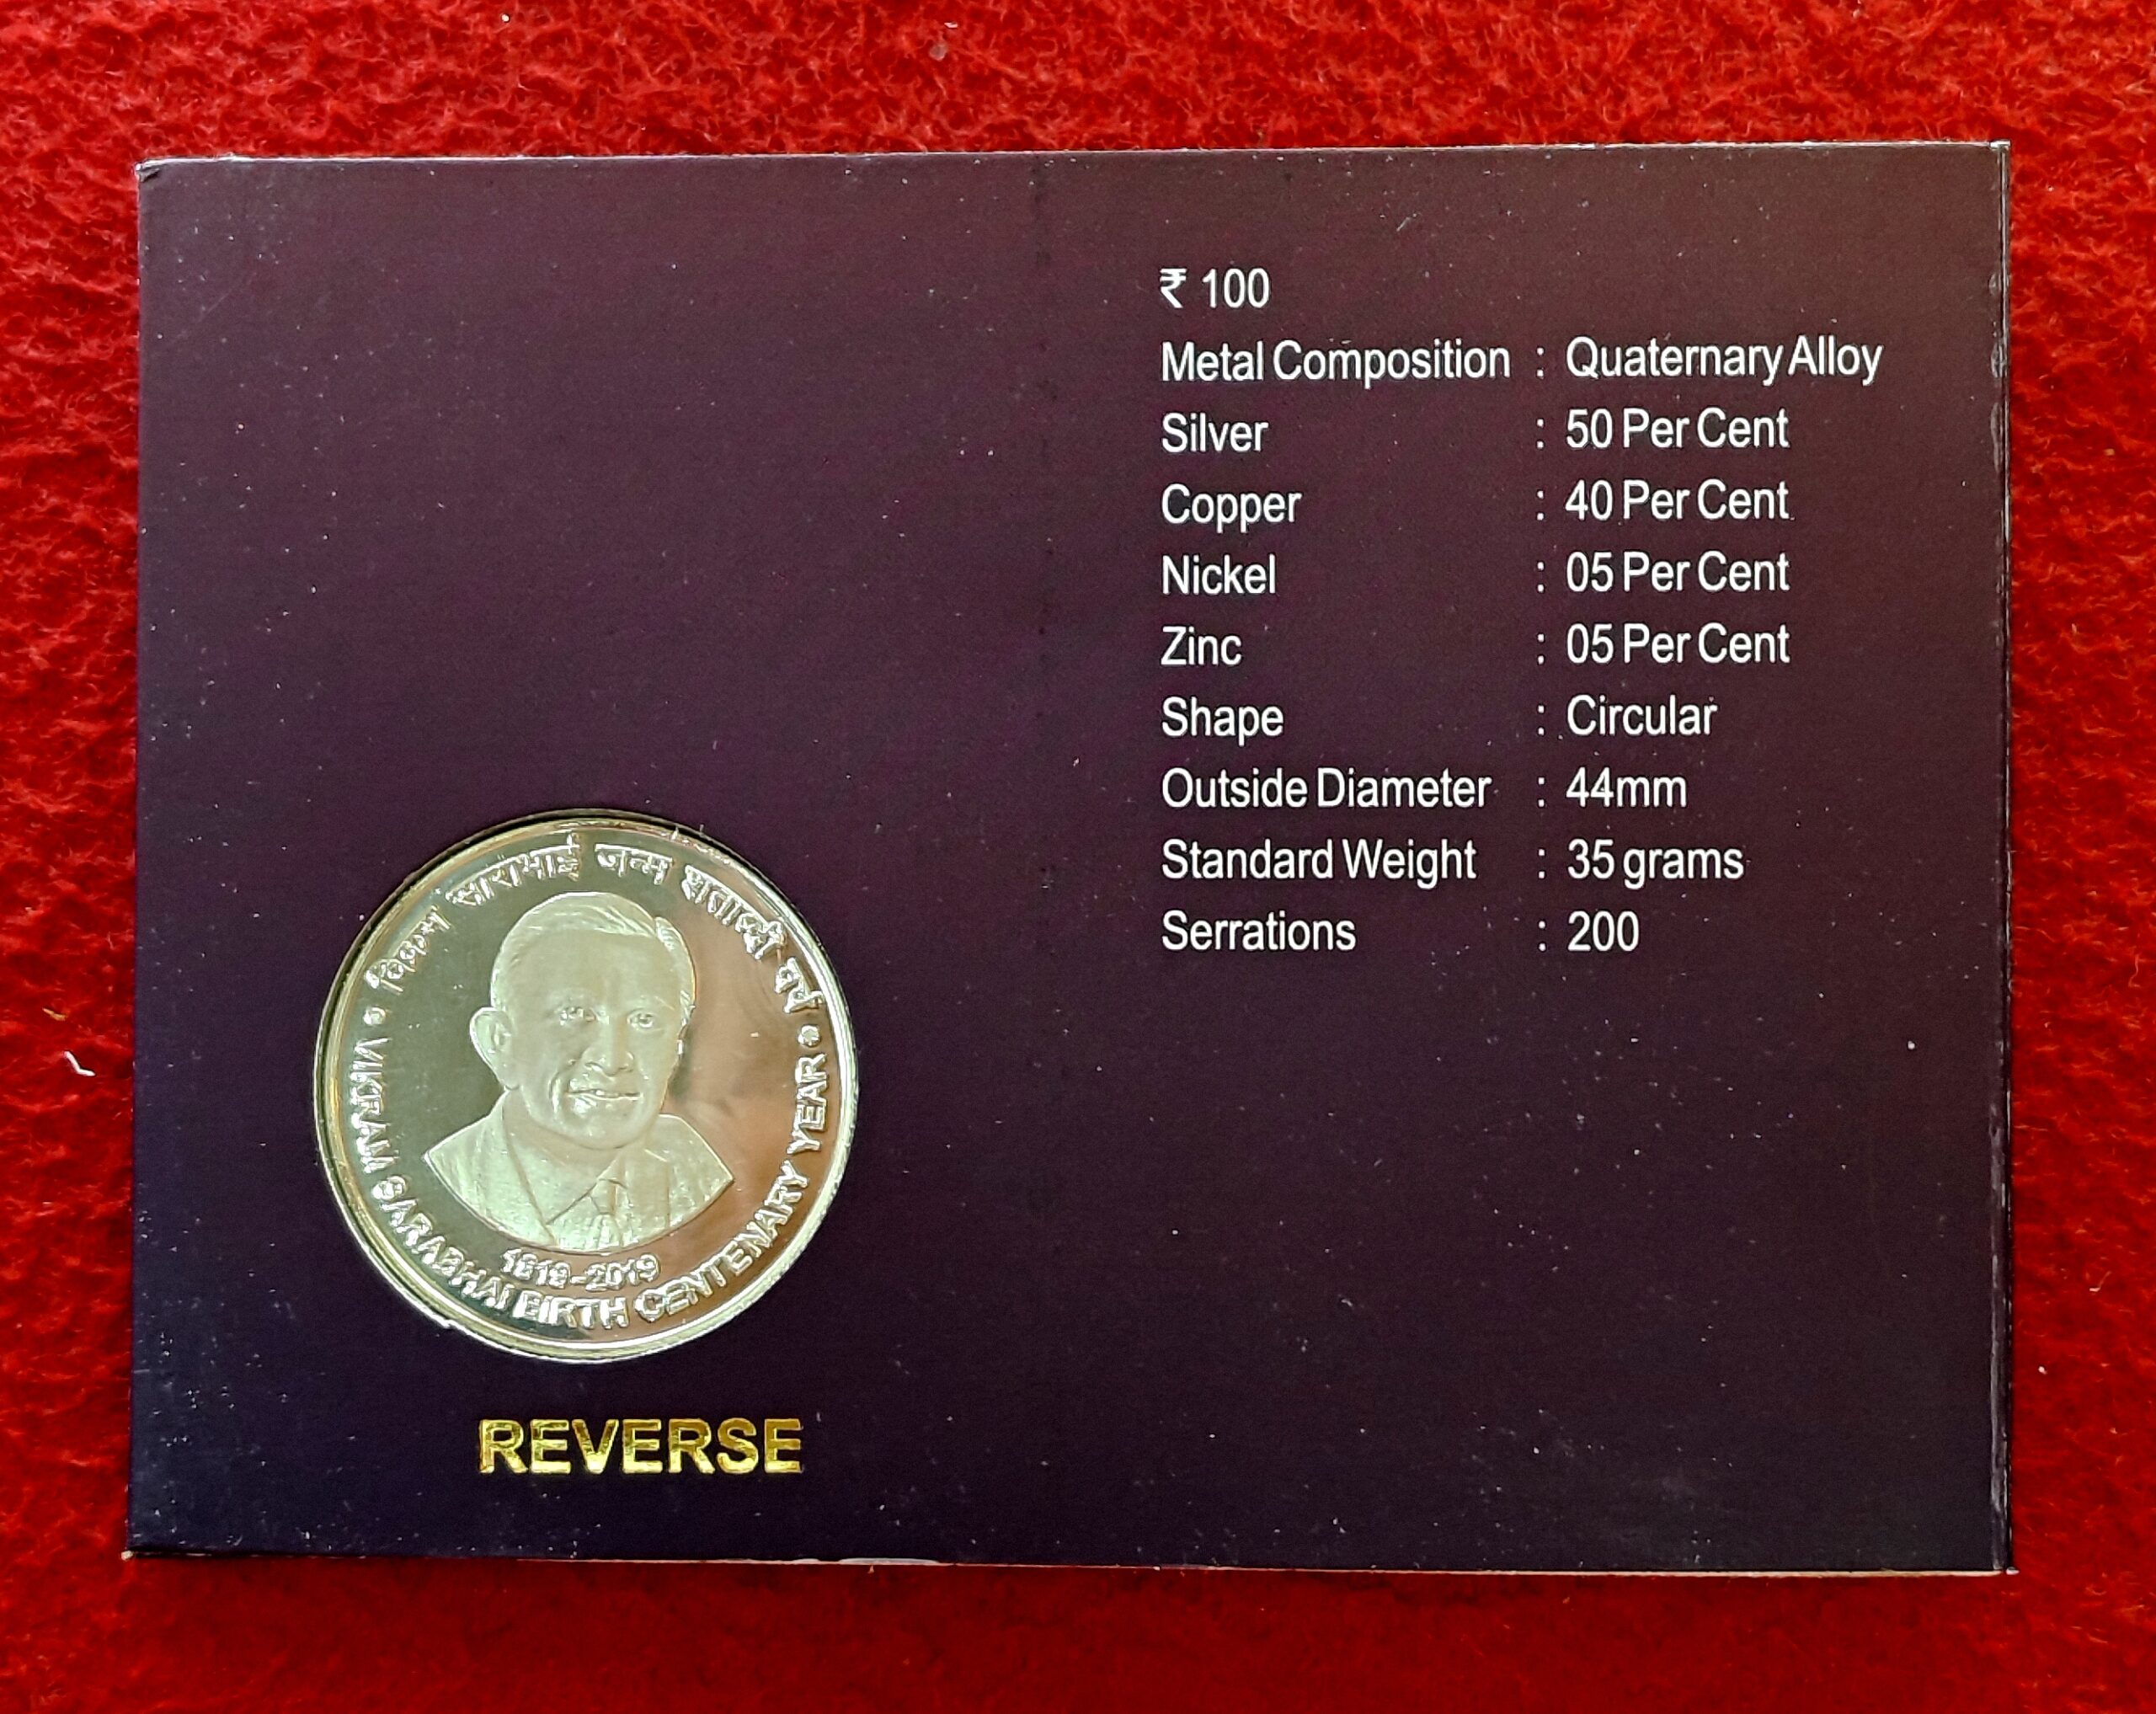 ₹ 100
Metal Composition : Quaternary Alloy
Silver : 50 Per Cent
Copper : 40 Per Cent
Nickel : 05 Per Cent
Zinc : 05 Per Cent
Shape : Circular
Outside Diameter : 44mm
Standard Weight : 35 grams
Serrations : 200
विक्रम साराभाई जन्म शताब्दी वर्ष
VIKRAM SARABHAI BIRTH CENTENARY YEAR
1919-2019
REVERSE